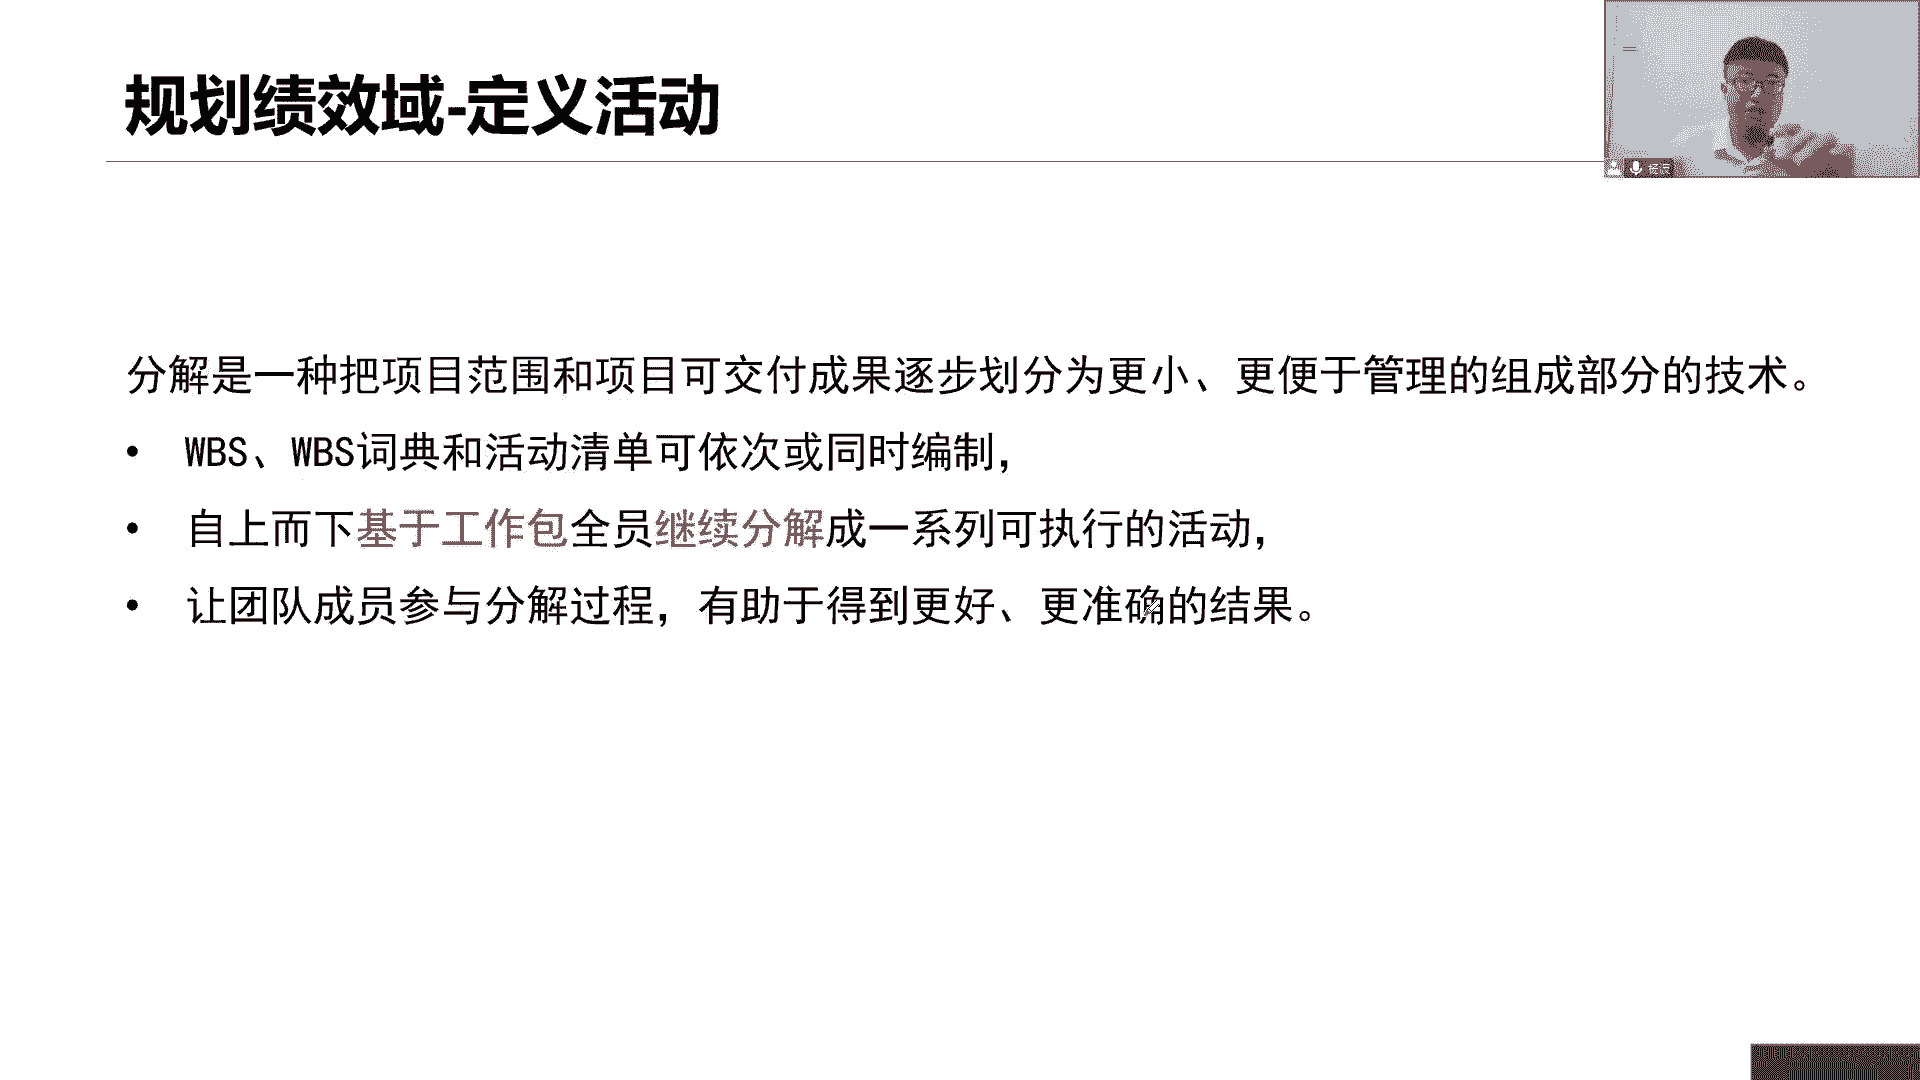 规划绩效域-定义活动
分解是一种把项目范围和项目可交付成果逐步划分为更小、更便于管理的组成部分的技术。
• WBS、WBS词典和活动清单可依次或同时编制，
• 自上而下基于工作包全员继续分解成一系列可执行的活动，
• 让团队成员参与分解过程，有助于得到更好、更准确的结果。